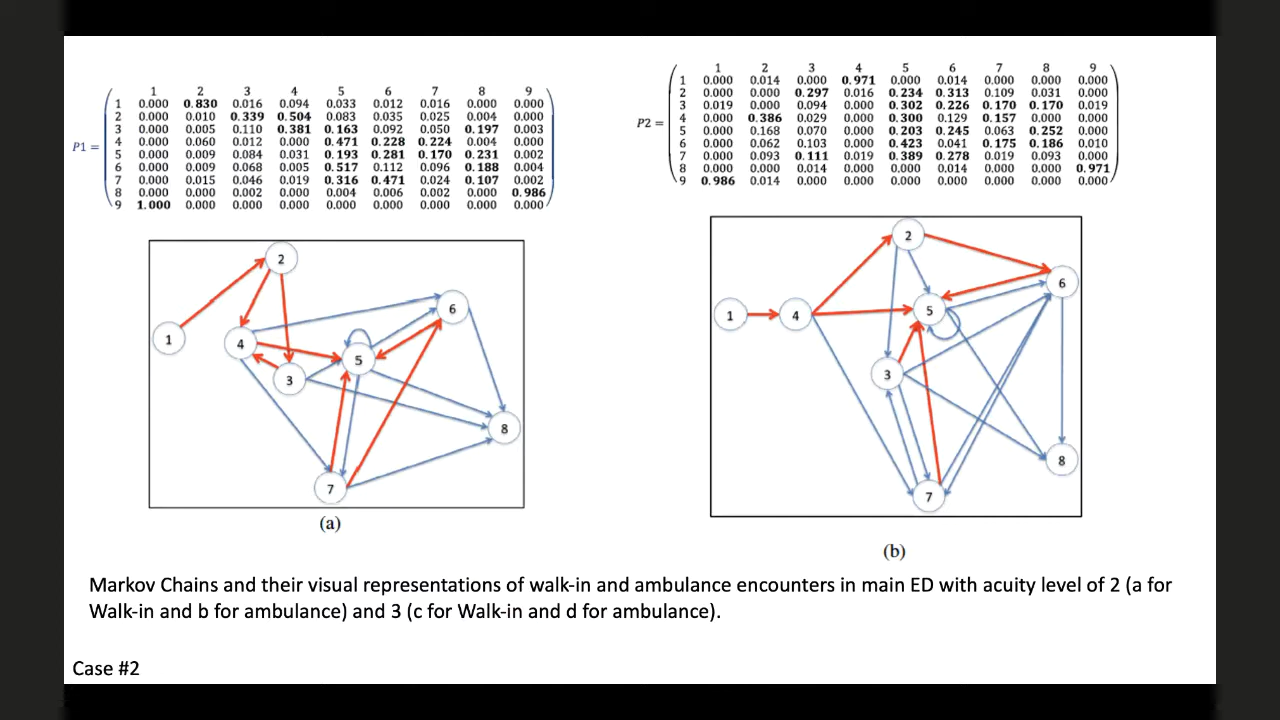 1 2 3 4 5 6 7 8 9
1 0.000 0.830 0.016 0.094 0.033 0.012 0.016 0.000 0.000
2 0.000 0.010 0.339 0.504 0.083 0.035 0.025 0.004 0.000
3 0.000 0.005 0.110 0.381 0.163 0.092 0.050 0.197 0.003
P1 = 4 0.000 0.060 0.012 0.000 0.471 0.228 0.224 0.004 0.000
5 0.000 0.009 0.084 0.031 0.193 0.281 0.170 0.231 0.002
6 0.000 0.009 0.068 0.005 0.517 0.112 0.096 0.188 0.004
7 0.000 0.015 0.046 0.019 0.316 0.471 0.024 0.107 0.002
8 0.000 0.000 0.002 0.000 0.004 0.006 0.002 0.000 0.986
9 1.000 0.000 0.000 0.000 0.000 0.000 0.000 0.000 0.000
1 2 3 4 5 6 7 8 9
1 0.000 0.014 0.000 0.971 0.000 0.014 0.000 0.000 0.000
2 0.000 0.000 0.297 0.016 0.234 0.313 0.109 0.031 0.000
3 0.019 0.000 0.094 0.000 0.302 0.226 0.170 0.170 0.019
P2 = 4 0.000 0.386 0.029 0.000 0.300 0.129 0.157 0.000 0.000
5 0.000 0.168 0.070 0.000 0.203 0.245 0.063 0.252 0.000
6 0.000 0.062 0.103 0.000 0.423 0.041 0.175 0.186 0.010
7 0.000 0.093 0.111 0.019 0.389 0.278 0.019 0.093 0.000
8 0.000 0.000 0.014 0.000 0.000 0.014 0.000 0.000 0.971
9 0.986 0.014 0.000 0.000 0.000 0.000 0.000 0.000 0.000
2
6
1
4
5
3
8
7
(a)
2
6
1
4
5
3
8
7
(b)
Markov Chains and their visual representations of walk-in and ambulance encounters in main ED with acuity level of 2 (a for
Walk-in and b for ambulance) and 3 (c for Walk-in and d for ambulance).
Case #2